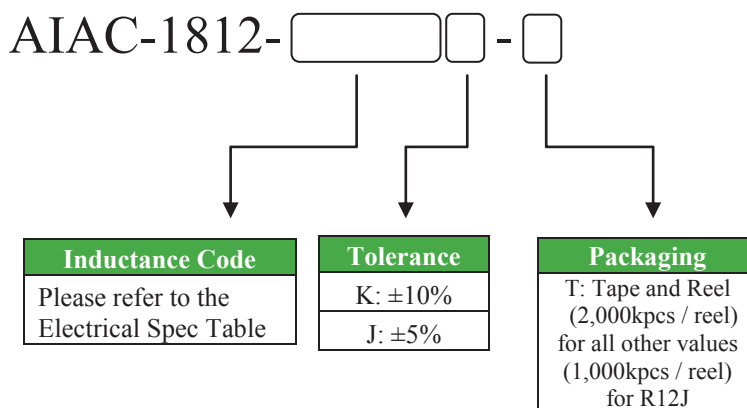 AIAC-1812- -
Inductance Code
Please refer to the
Electrical Spec Table
Tolerance
K: ±10%
J: ±5%
Packaging
T: Tape and Reel
(2,000kpcs / reel)
for all other values
(1,000kpcs / reel)
for R12J